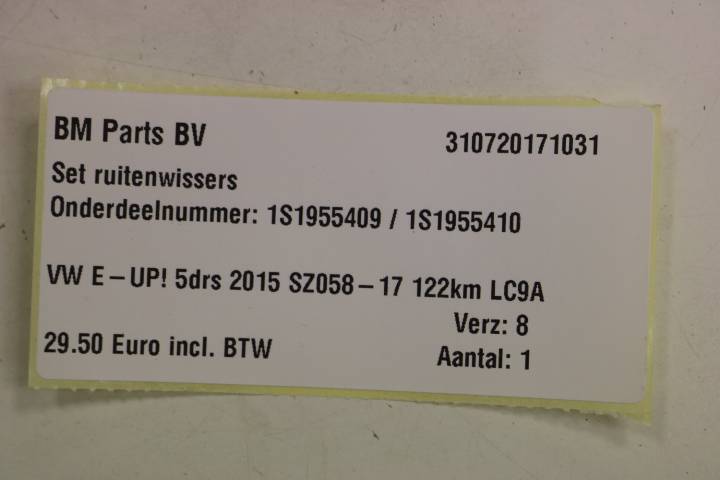 BM Parts BV 310720171031
Set ruitenwissers
Onderdeelnummer: 1S1955409 / 1S1955410
VW E-UP! 5drs 2015 SZ058-17 122km LC9A
Verz: 8
29.50 Euro incl. BTW Aantal: 1